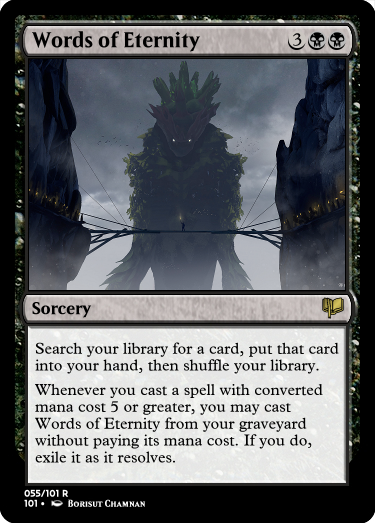 Words of Eternity 3
Sorcery
Search your library for a card, put that card
into your hand, then shuffle your library.
Whenever you cast a spell with converted
mana cost 5 or greater, you may cast
Words of Eternity from your graveyard
without paying its mana cost. If you do,
exile it as it resolves.
055/101 R
101 • Borisut Chamnan